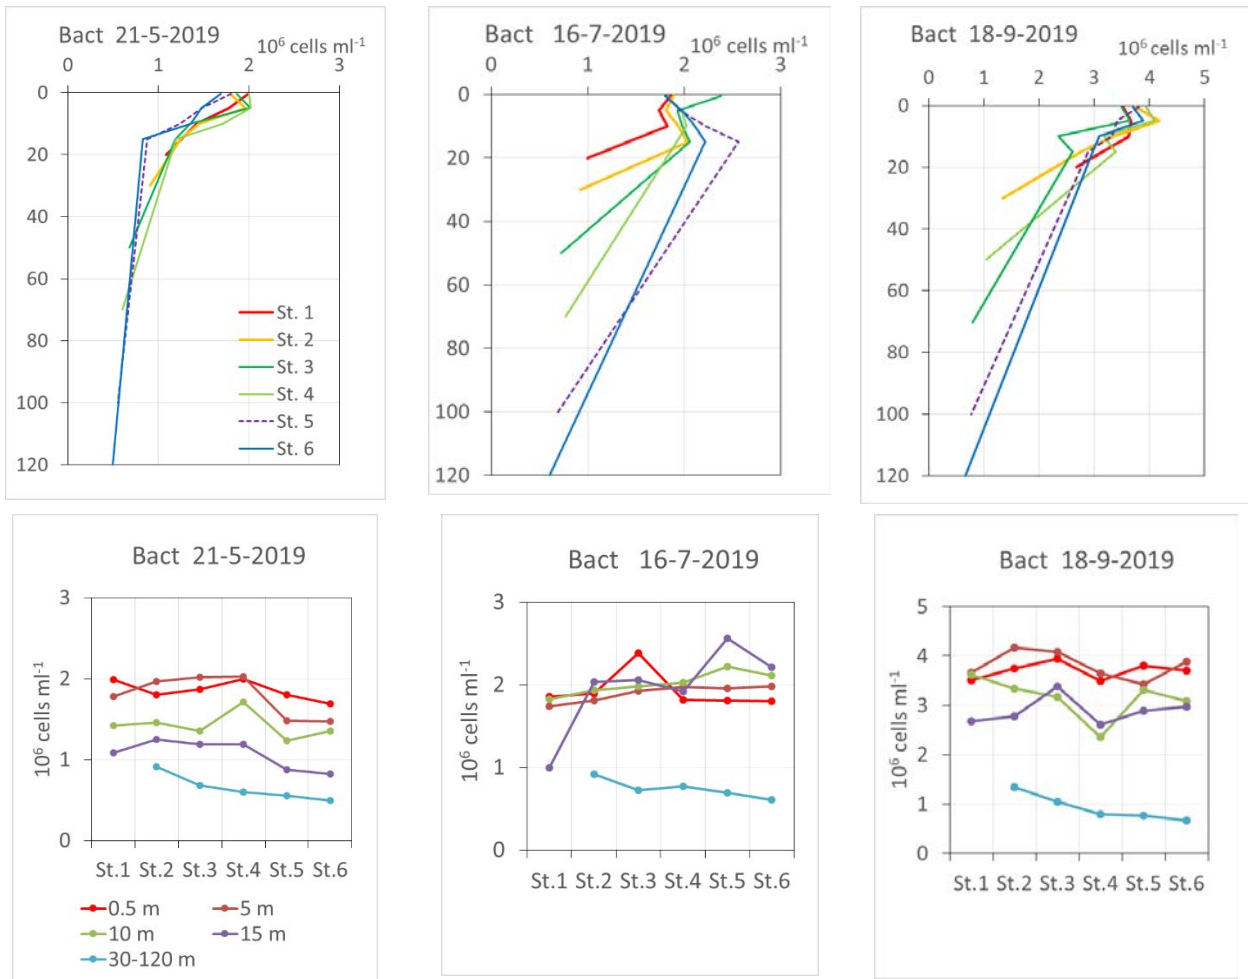 Bact 21-5-2019
10⁶ cells ml⁻¹
0 1 2 3
0
20
40
60
80
100
120
St. 1
St. 2
St. 3
St. 4
St. 5
St. 6
Bact 16-7-2019
10⁶ cells ml⁻¹
0 1 2 3
0
20
40
60
80
100
120
Bact 18-9-2019
10⁶ cells ml⁻¹
0 1 2 3 4 5
0
20
40
60
80
100
120
Bact 21-5-2019
10⁶ cells ml⁻¹
3
2
1
0
St.1 St.2 St.3 St.4 St.5 St.6
0.5 m
5 m
10 m
15 m
30-120 m
Bact 16-7-2019
10⁶ cells ml⁻¹
3
2
1
0
St.1 St.2 St.3 St.4 St.5 St.6
Bact 18-9-2019
10⁶ cells ml⁻¹
5
4
3
2
1
0
St.1 St.2 St.3 St.4 St.5 St.6